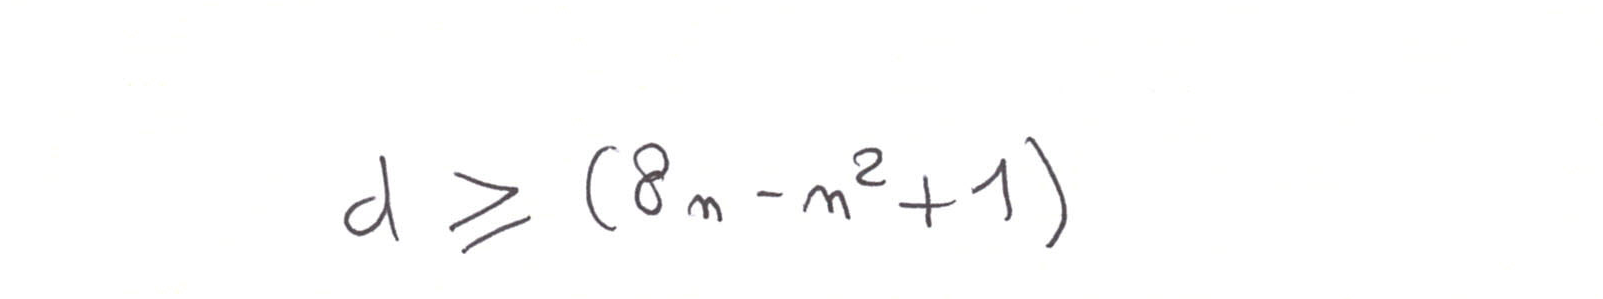 d ≥ (8n - n² + 1)